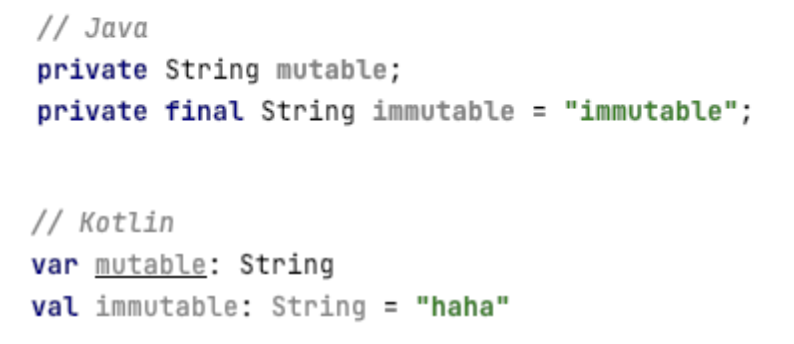 // Java
private String mutable;
private final String immutable = "immutable";
// Kotlin
var mutable: String
val immutable: String = "haha"